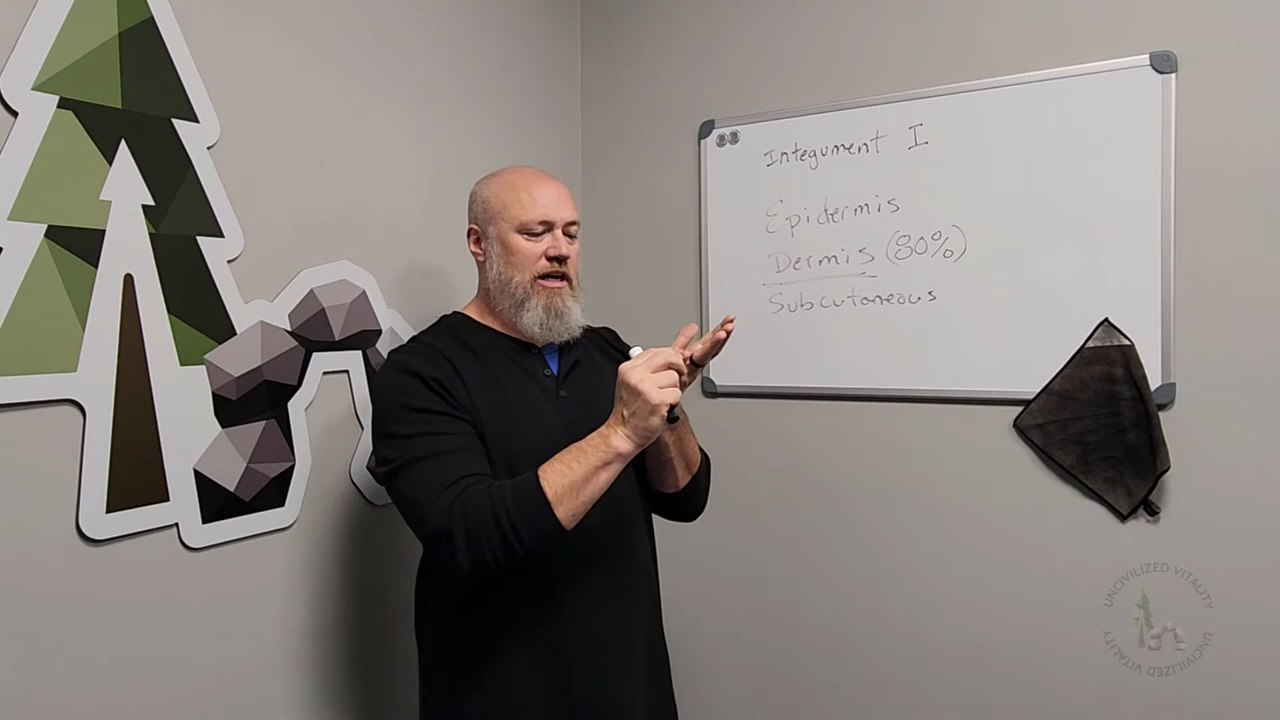 Integument I
Epidermis
Dermis (80%)
Subcutaneous
UNCIVILIZED VITALITY
UNCIVILIZED VITALITY